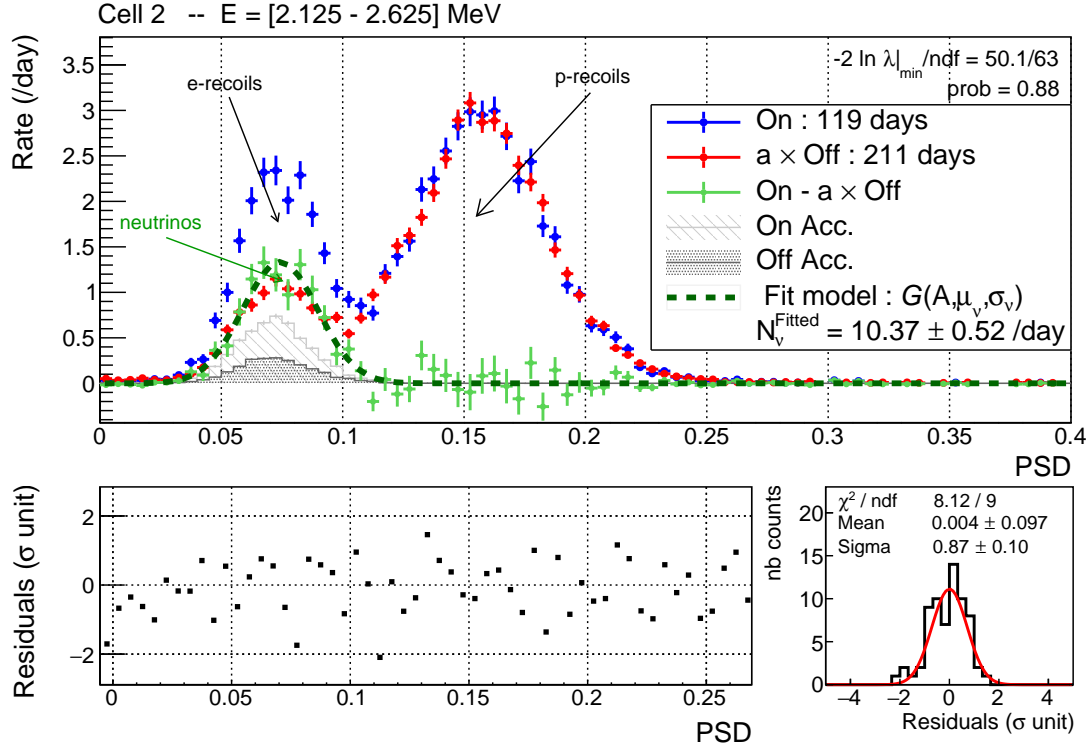 Cell 2 -- E = [2.125 - 2.625] MeV
Rate (/day)
3.5
3
2.5
2
1.5
1
0.5
0
0 0.05 0.1 0.15 0.2 0.25 0.3 0.35 0.4
PSD
e-recoils
p-recoils
neutrinos
-2 ln λ|min/ndf = 50.1/63
prob = 0.88
On : 119 days
a × Off : 211 days
On - a × Off
On Acc.
Off Acc.
Fit model : G(A,μν,σν)
NνFitted = 10.37 ± 0.52 /day
Residuals (σ unit)
2
0
−2
0 0.05 0.1 0.15 0.2 0.25
PSD
nb counts
20
15
10
5
0
χ² / ndf 8.12 / 9
Mean 0.004 ± 0.097
Sigma 0.87 ± 0.10
−4 −2 0 2 4
Residuals (σ unit)